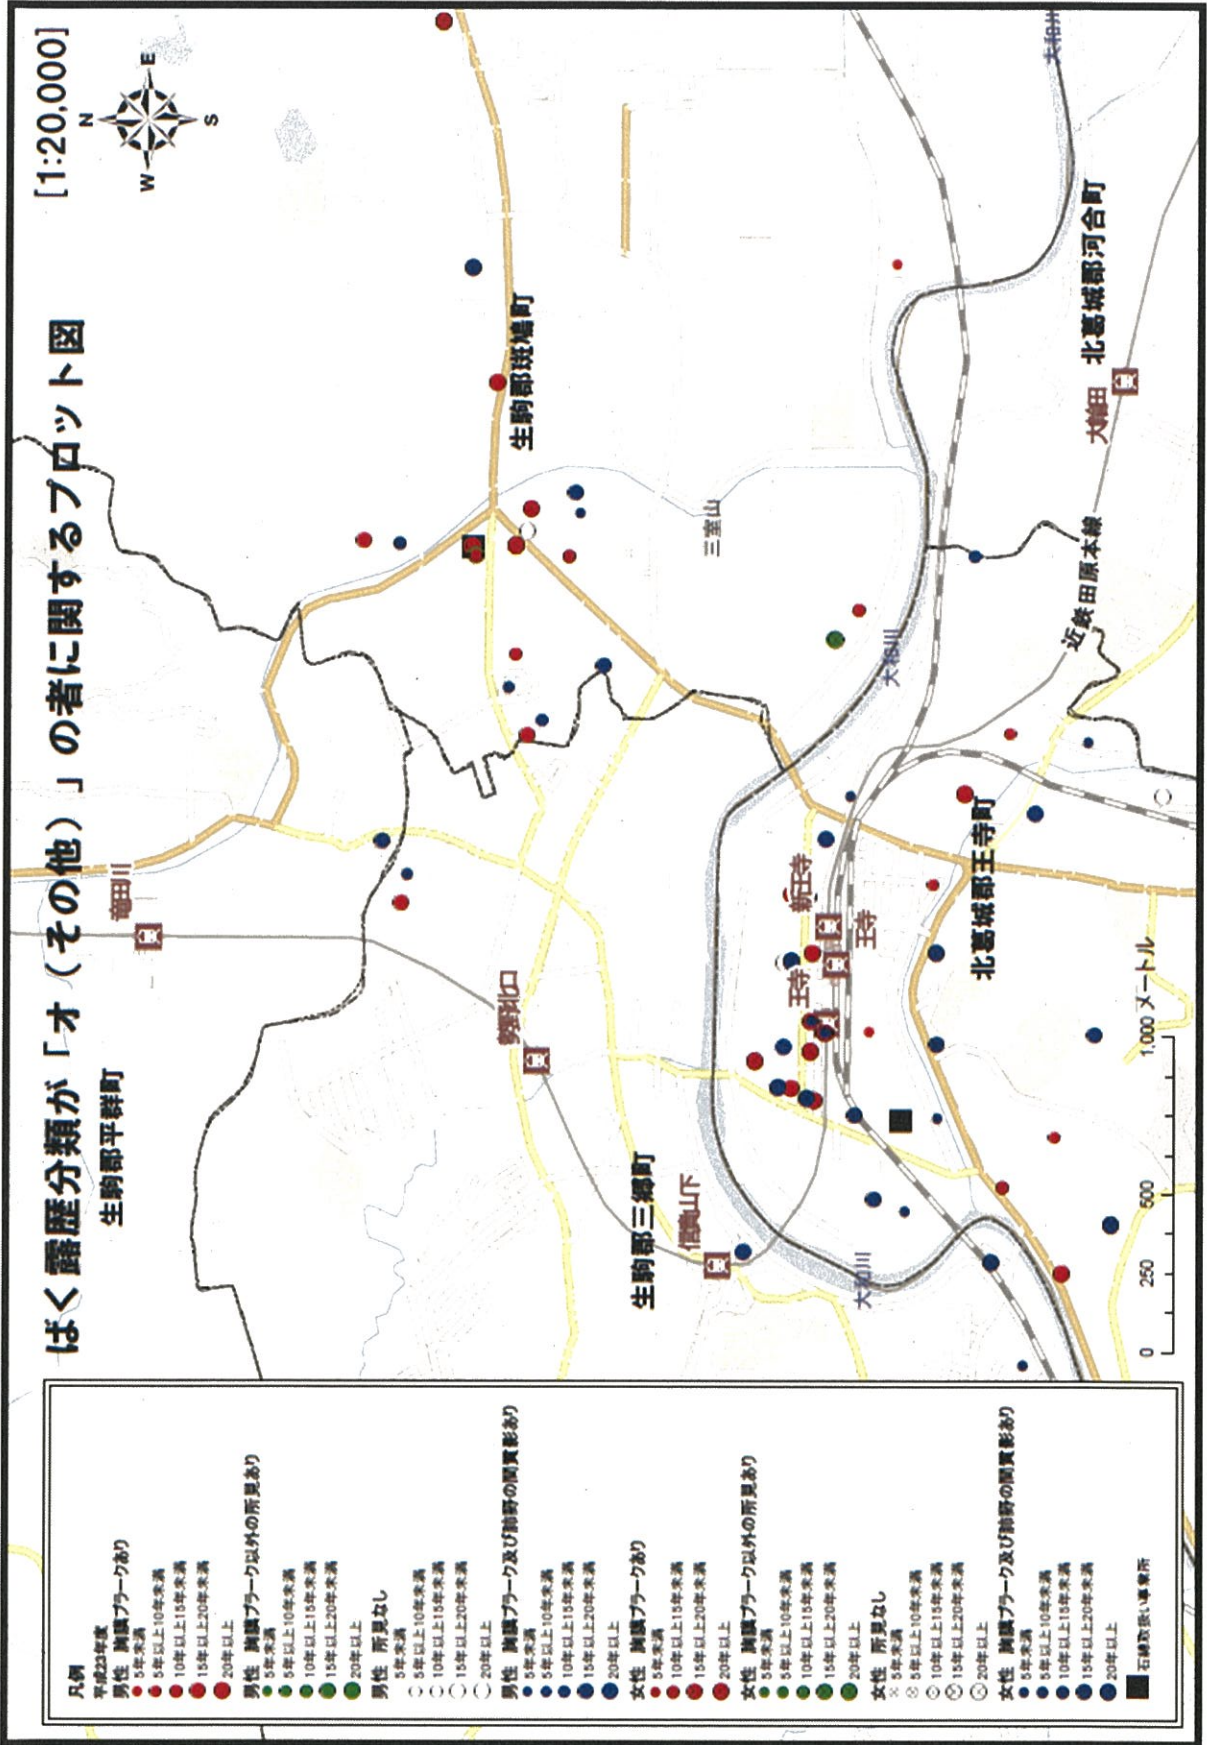 ばく露歴分類が「オ（その他）」の者に関するプロット図
[1:20,000]
N
W
E
S
生駒郡平群町
竜田川
勢野北口
生駒郡三郷町
信貴山下
生駒郡斑鳩町
三室山
大和川
大和川
大和川
新王寺
王寺
王寺
北葛城郡王寺町
近鉄田原本線
大輪田
北葛城郡河合町
0 250 500 1,000 メートル
凡例
平成23年度
男性 胸膜プラークあり
5年未満
5年以上10年未満
10年以上15年未満
15年以上20年未満
20年以上
男性 胸膜プラーク以外の所見あり
5年未満
5年以上10年未満
10年以上15年未満
15年以上20年未満
20年以上
男性 所見なし
5年未満
5年以上10年未満
10年以上15年未満
15年以上20年未満
20年以上
男性 胸膜プラーク及び肺野の間質影あり
5年未満
5年以上10年未満
10年以上15年未満
15年以上20年未満
20年以上
女性 胸膜プラークあり
5年未満
10年以上15年未満
15年以上20年未満
20年以上
女性 胸膜プラーク以外の所見あり
5年未満
5年以上10年未満
10年以上15年未満
15年以上20年未満
20年以上
女性 所見なし
5年未満
5年以上10年未満
10年以上15年未満
15年以上20年未満
20年以上
女性 胸膜プラーク及び肺野の間質影あり
5年未満
5年以上10年未満
10年以上15年未満
15年以上20年未満
20年以上
石綿取扱い事業所